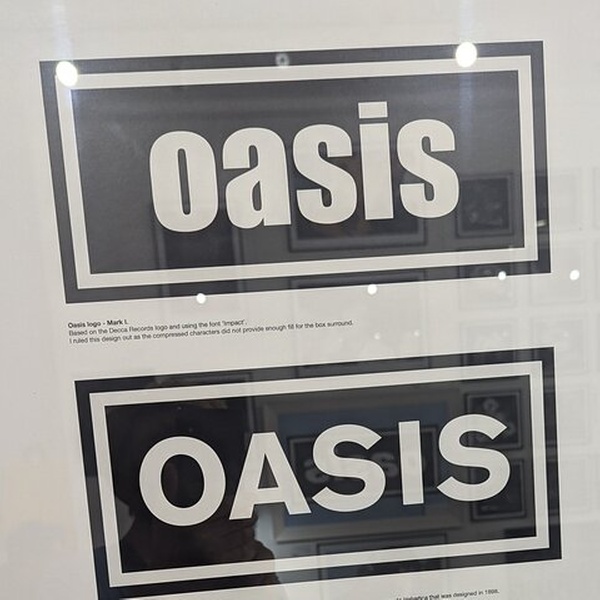 oasis
Oasis logo - Mark I.
Based on the Decca Records logo and using the font 'Impact'.
I ruled this design out as the compressed characters did not provide enough fill for the box surround.
OASIS
Helvetica that was designed in 1898.